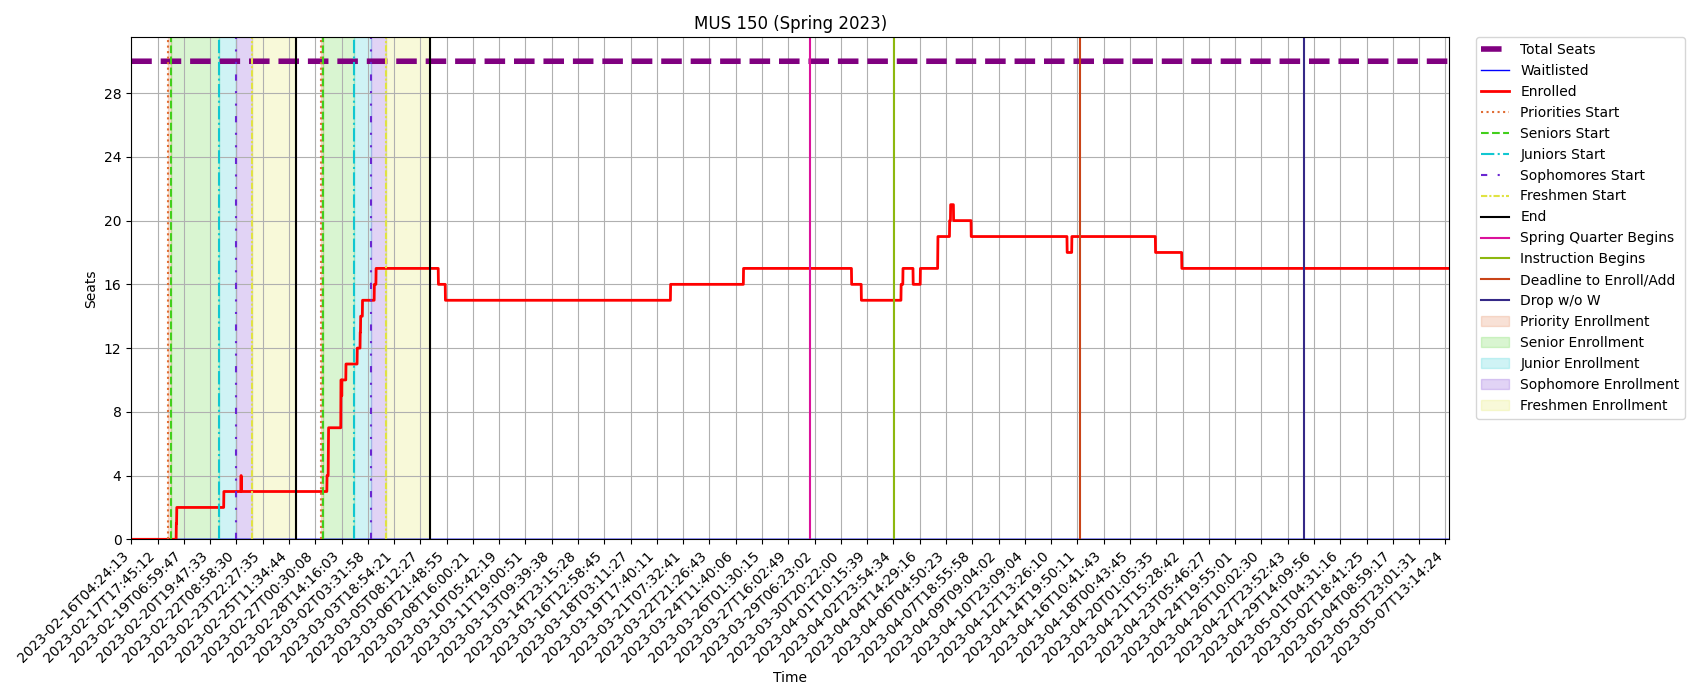 MUS 150 (Spring 2023)
Seats
28
24
20
16
12
8
4
0
2023-02-16T04:24:13
2023-02-17T17:45:12
2023-02-19T06:59:47
2023-02-20T19:47:33
2023-02-22T08:58:30
2023-02-23T22:27:35
2023-02-25T11:34:44
2023-02-27T00:30:08
2023-02-28T14:16:03
2023-03-02T03:31:58
2023-03-03T18:54:21
2023-03-05T08:12:27
2023-03-06T21:48:55
2023-03-08T16:00:21
2023-03-10T05:42:19
2023-03-11T19:00:51
2023-03-13T09:39:38
2023-03-14T23:15:28
2023-03-16T12:58:45
2023-03-18T03:11:27
2023-03-19T17:40:11
2023-03-21T07:32:41
2023-03-22T21:26:43
2023-03-24T11:40:06
2023-03-26T01:30:15
2023-03-27T16:02:49
2023-03-29T06:23:02
2023-03-30T20:22:00
2023-04-01T10:15:39
2023-04-02T23:54:34
2023-04-04T14:29:16
2023-04-06T04:50:23
2023-04-07T18:55:58
2023-04-09T09:04:02
2023-04-10T23:09:04
2023-04-12T13:26:10
2023-04-14T19:50:11
2023-04-16T10:41:43
2023-04-18T00:43:45
2023-04-20T01:05:35
2023-04-21T15:28:42
2023-04-23T05:46:27
2023-04-24T19:55:01
2023-04-26T10:02:30
2023-04-27T23:52:43
2023-04-29T14:09:56
2023-05-01T04:31:16
2023-05-02T18:41:25
2023-05-04T08:59:17
2023-05-05T23:01:31
2023-05-07T13:14:24
Time
Total Seats
Waitlisted
Enrolled
Priorities Start
Seniors Start
Juniors Start
Sophomores Start
Freshmen Start
End
Spring Quarter Begins
Instruction Begins
Deadline to Enroll/Add
Drop w/o W
Priority Enrollment
Senior Enrollment
Junior Enrollment
Sophomore Enrollment
Freshmen Enrollment